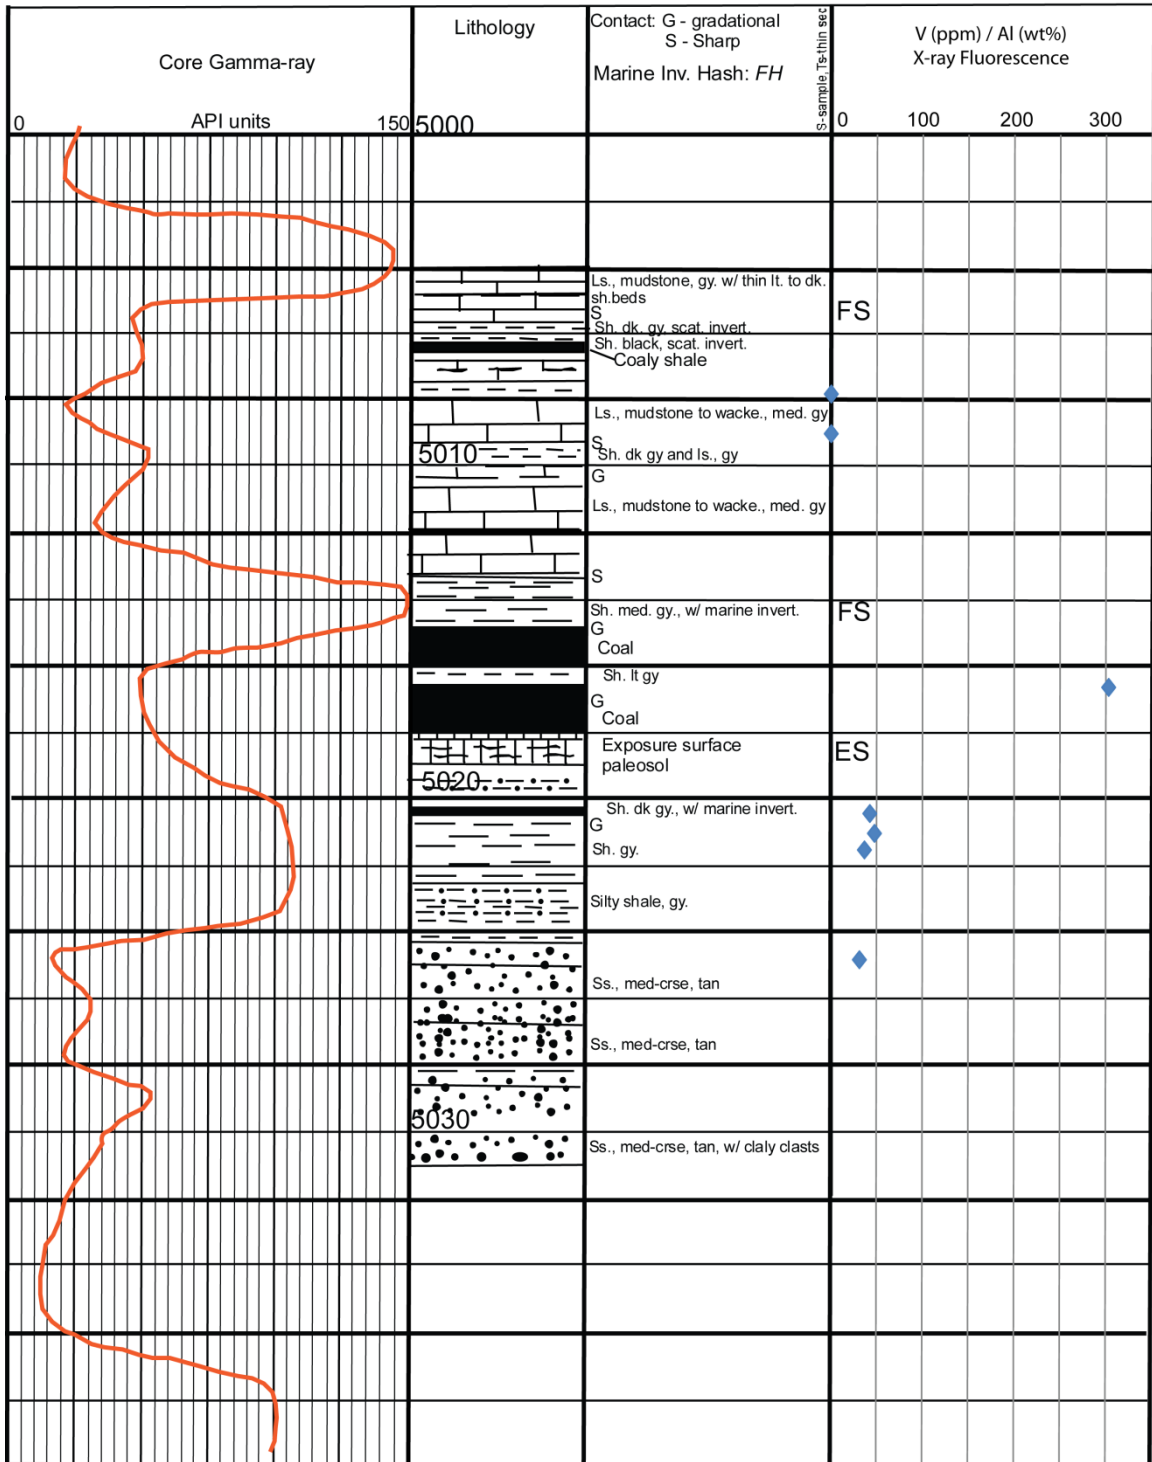 Core Gamma-ray
0 API units 150
Lithology
5000
Contact: G - gradational
S - Sharp
Marine Inv. Hash: FH
S-sample, Ts-thin sec
V (ppm) / Al (wt%)
X-ray Fluorescence
0 100 200 300
Ls., mudstone, gy. w/ thin lt. to dk.
sh.beds
S
FS
Sh. dk. gy, scat. invert.
Sh. black, scat. invert.
Coaly shale
Ls., mudstone to wacke., med. gy
S
5010
Sh. dk gy and ls., gy
G
Ls., mudstone to wacke., med. gy
S
Sh. med. gy., w/ marine invert.
FS
G
Coal
Sh. lt gy
G
Coal
Exposure surface
paleosol
ES
5020
Sh. dk gy., w/ marine invert.
G
Sh. gy.
Silty shale, gy.
Ss., med-crse, tan
Ss., med-crse, tan
5030
Ss., med-crse, tan, w/ claly clasts